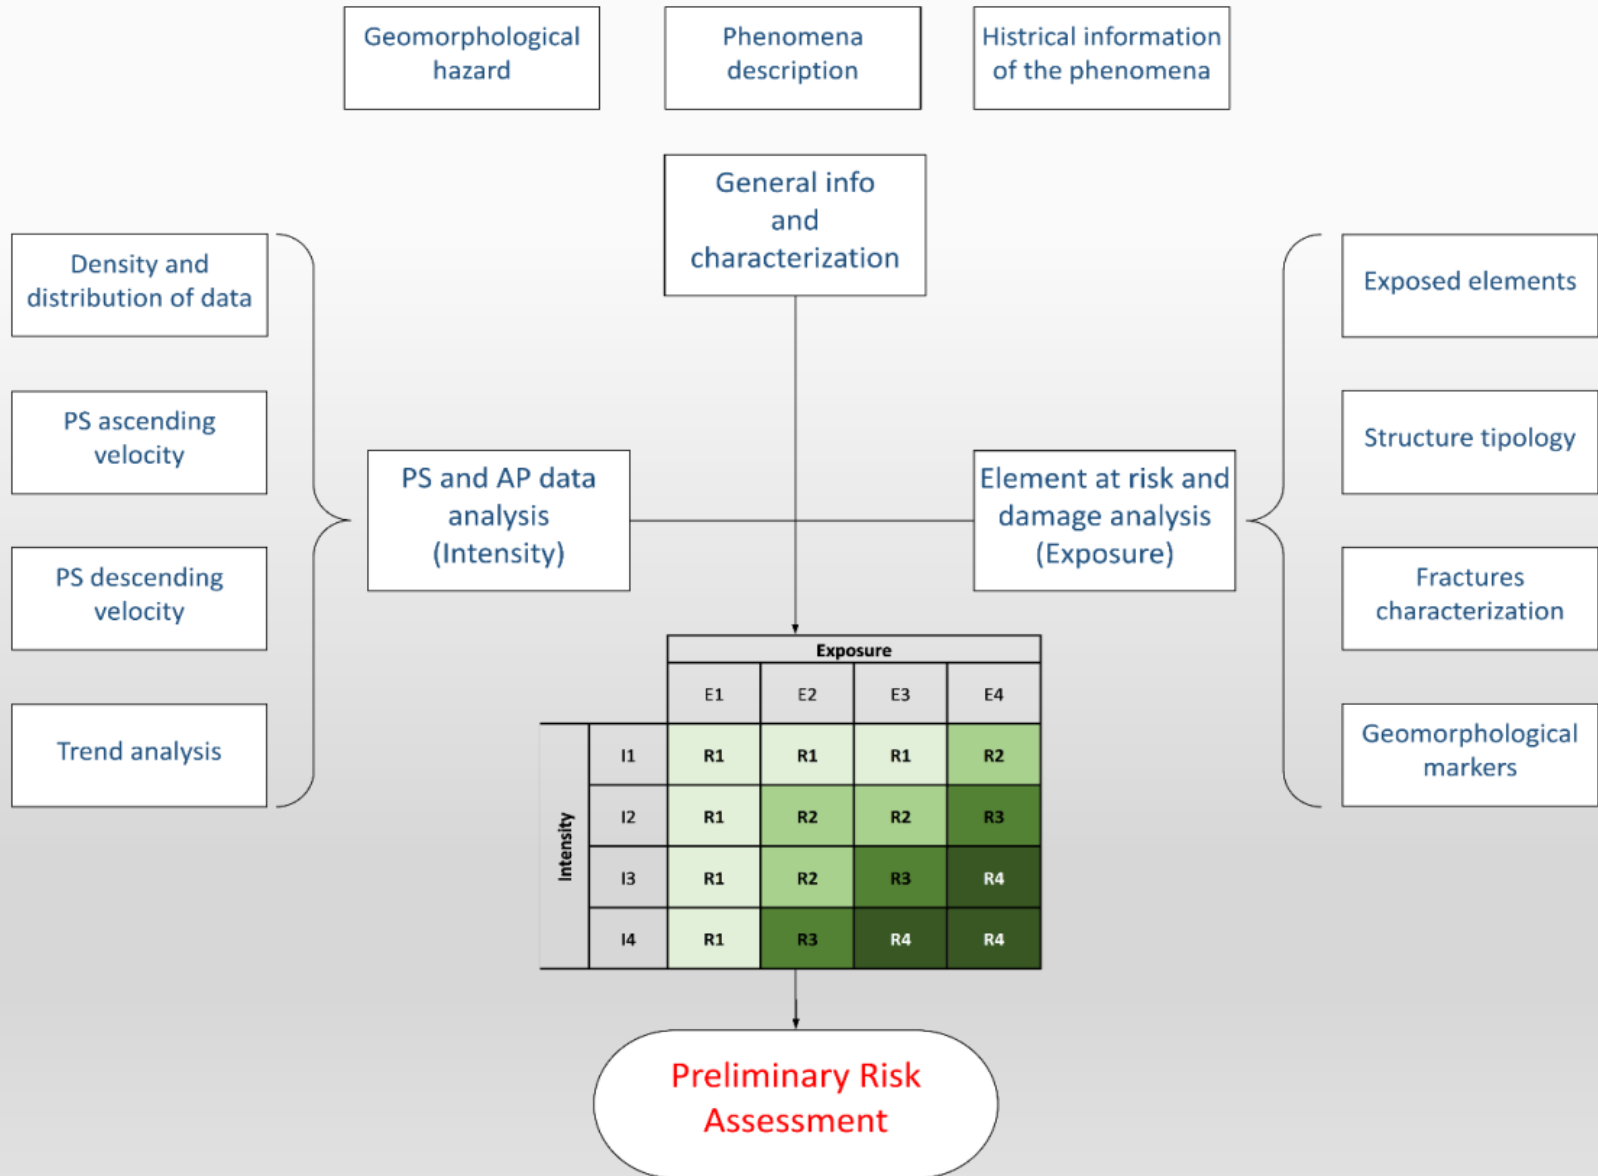 Geomorphological
hazard
Phenomena
description
Histrical information
of the phenomena
General info
and
characterization
Density and
distribution of data
PS ascending
velocity
PS descending
velocity
Trend analysis
PS and AP data
analysis
(Intensity)
Element at risk and
damage analysis
(Exposure)
Exposed elements
Structure tipology
Fractures
characterization
Geomorphological
markers
Exposure
E1 E2 E3 E4
Intensity
I1 R1 R1 R1 R2
I2 R1 R2 R2 R3
I3 R1 R2 R3 R4
I4 R1 R3 R4 R4
Preliminary Risk
Assessment